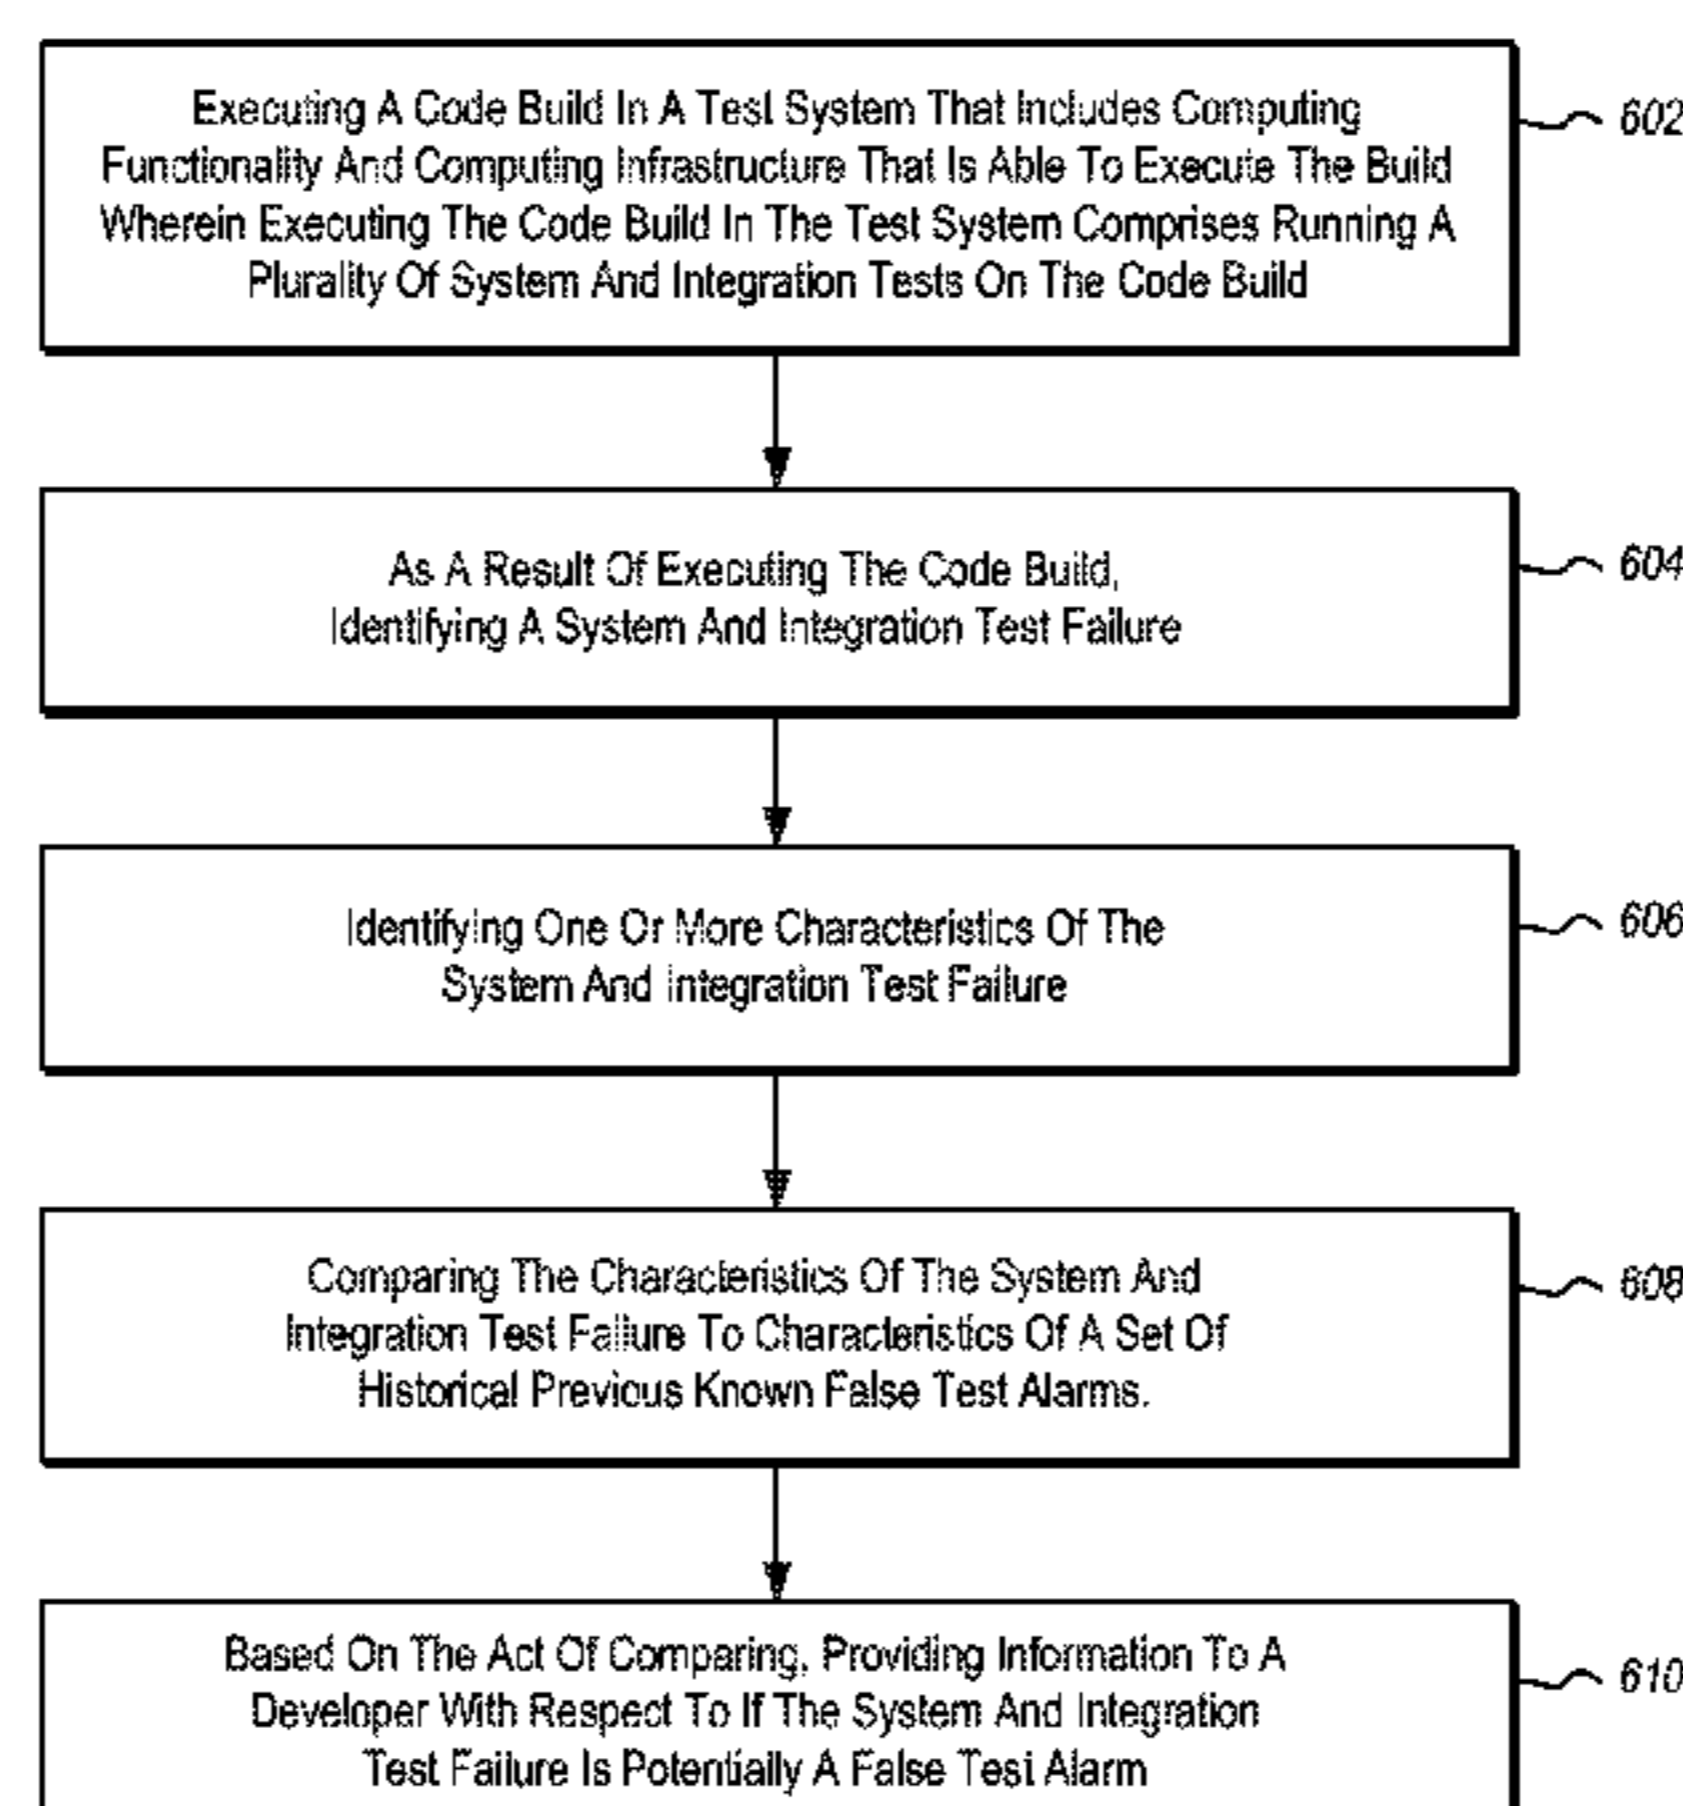 Executing A Code Build In A Test System That Includes Computing
Functionality And Computing Infrastructure That Is Able To Execute The Build
Wherein Executing The Code Build In The Test System Comprises Running A
Plurality Of System And Integration Tests On The Code Build
602
As A Result Of Executing The Code Build,
Identifying A System And Integration Test Failure
604
Identifying One Or More Characteristics Of The
System And Integration Test Failure
606
Comparing The Characteristics Of The System And
Integration Test Failure To Characteristics Of A Set Of
Historical Previous Known False Test Alarms.
608
Based On The Act Of Comparing, Providing Information To A
Developer With Respect To If The System And Integration
Test Failure Is Potentially A False Test Alarm
610